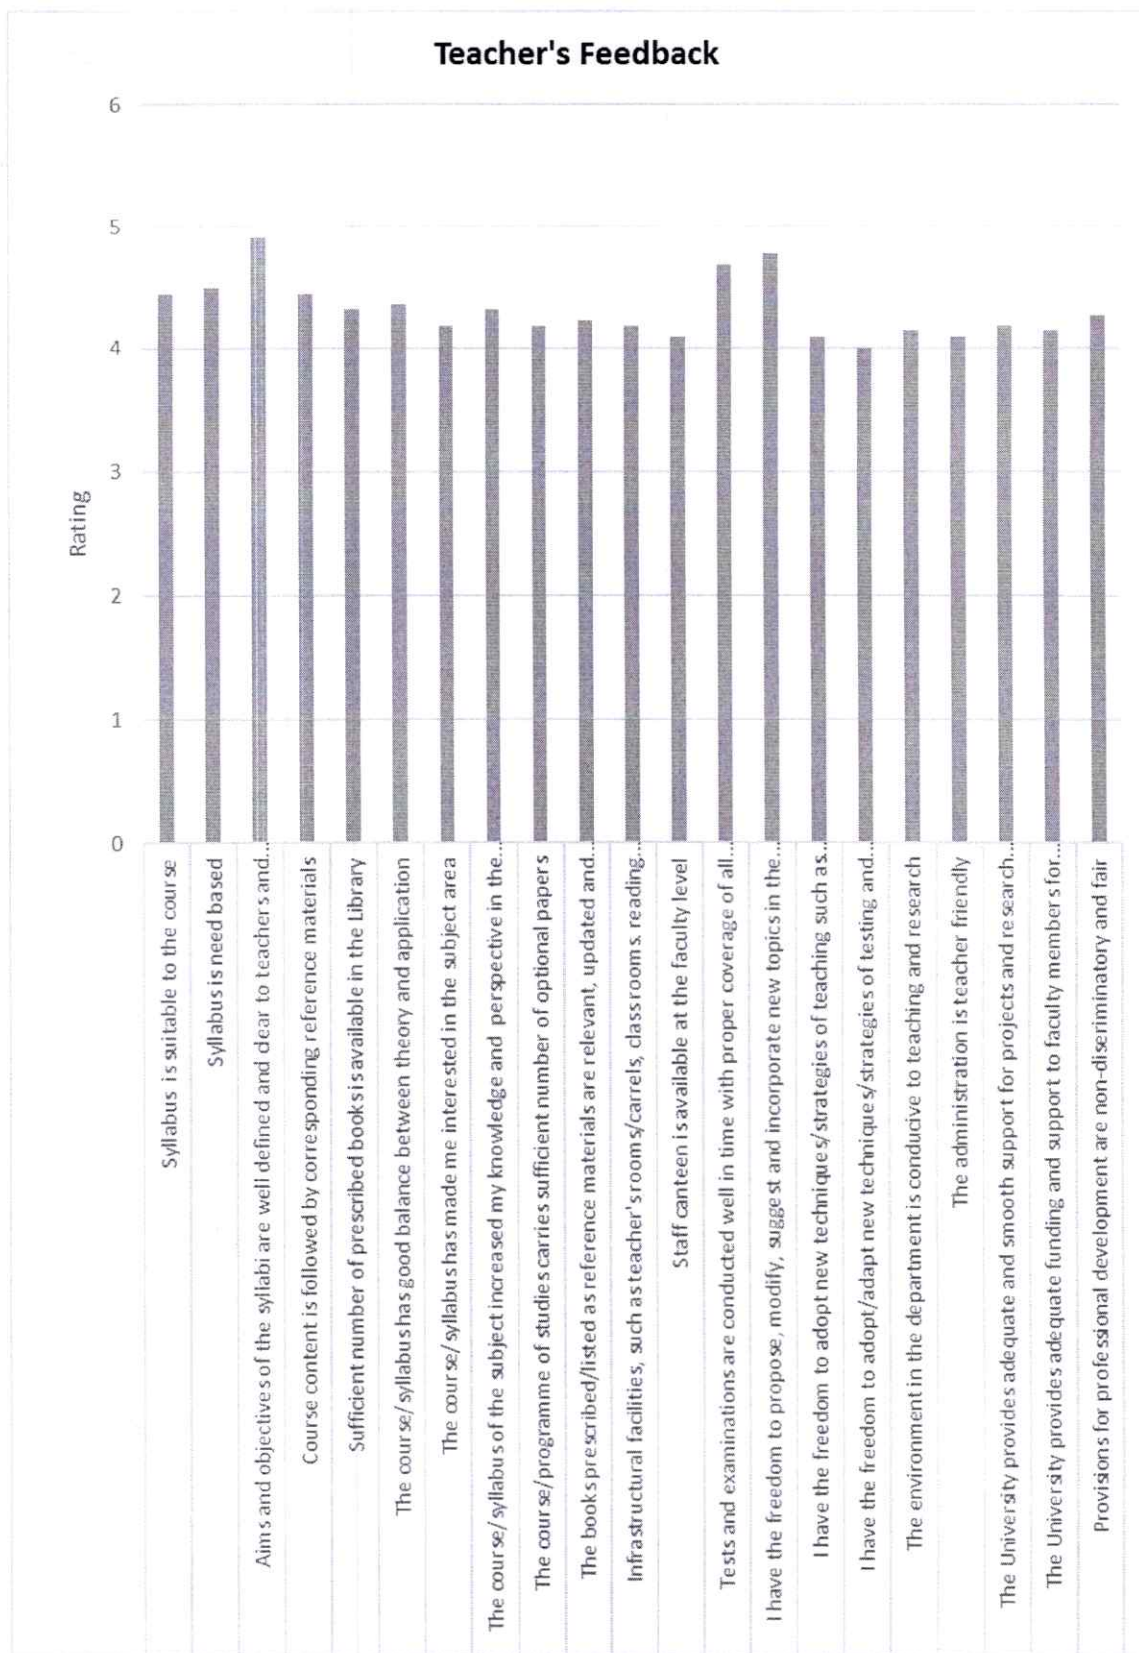 Teacher's Feedback
6
5
4
3
2
1
0
Rating
Syllabus is suitable to the course
Syllabus is need based
Aims and objectives of the syllabi are well defined and clear to teachers and...
Course content is followed by corresponding reference materials
Sufficient number of prescribed books is available in the Library
The course/syllabus has good balance between theory and application
The course/syllabus has made me interested in the subject area
The course/syllabus of the subject increased my knowledge and perspective in the...
The course/programme of studies carries sufficient number of optional papers
The books prescribed/listed as reference materials are relevant, updated and...
Infrastructural facilities, such as teacher's rooms/carrels, classrooms, reading...
Staff canteen is available at the faculty level
Tests and examinations are conducted well in time with proper coverage of all...
I have the freedom to propose, modify, suggest and incorporate new topics in the...
I have the freedom to adopt new techniques/strategies of teaching such as...
I have the freedom to adopt/adapt new techniques/strategies of testing and...
The environment in the department is conducive to teaching and research
The administration is teacher friendly
The University provides adequate and smooth support for projects and research...
The University provides adequate funding and support to faculty members for...
Provisions for professional development are non-discriminatory and fair